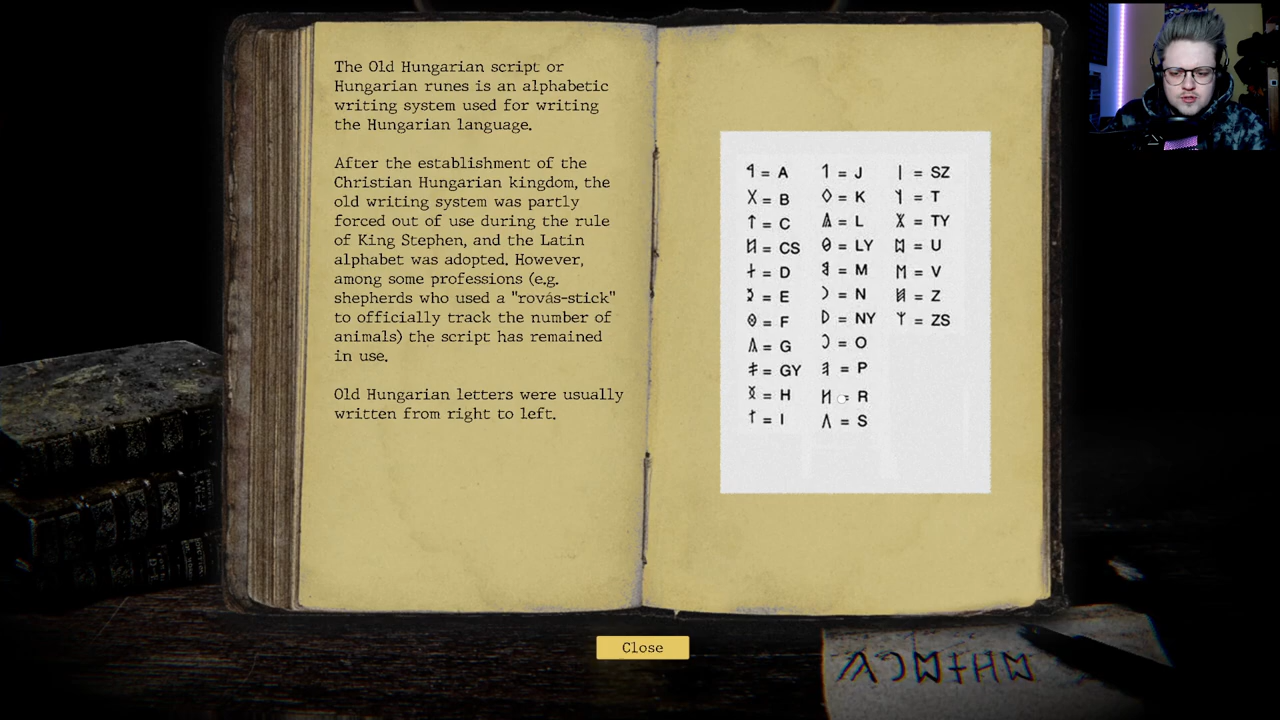 The Old Hungarian script or
Hungarian runes is an alphabetic
writing system used for writing
the Hungarian language.
After the establishment of the
Christian Hungarian kingdom, the
old writing system was partly
forced out of use during the rule
of King Stephen, and the Latin
alphabet was adopted. However,
among some professions (e.g.
shepherds who used a "rovás-stick"
to officially track the number of
animals) the script has remained
in use.
Old Hungarian letters were usually
written from right to left.
𐲀 = A
𐲂 = B
𐲄 = C
𐲆 = CS
𐲇 = D
𐲉 = E
𐲌 = F
𐲍 = G
𐲎 = GY
𐲏 = H
𐲐 = I
𐲒 = J
𐲓 = K
𐲖 = L
𐲗 = LY
𐲘 = M
𐲙 = N
𐲚 = NY
𐲛 = O
𐲠 = P
𐲢 = R
𐲤 = S
𐲥 = SZ
𐲦 = T
𐲨 = TY
𐲪 = U
𐲮 = V
𐲯 = Z
𐲰 = ZS
Close